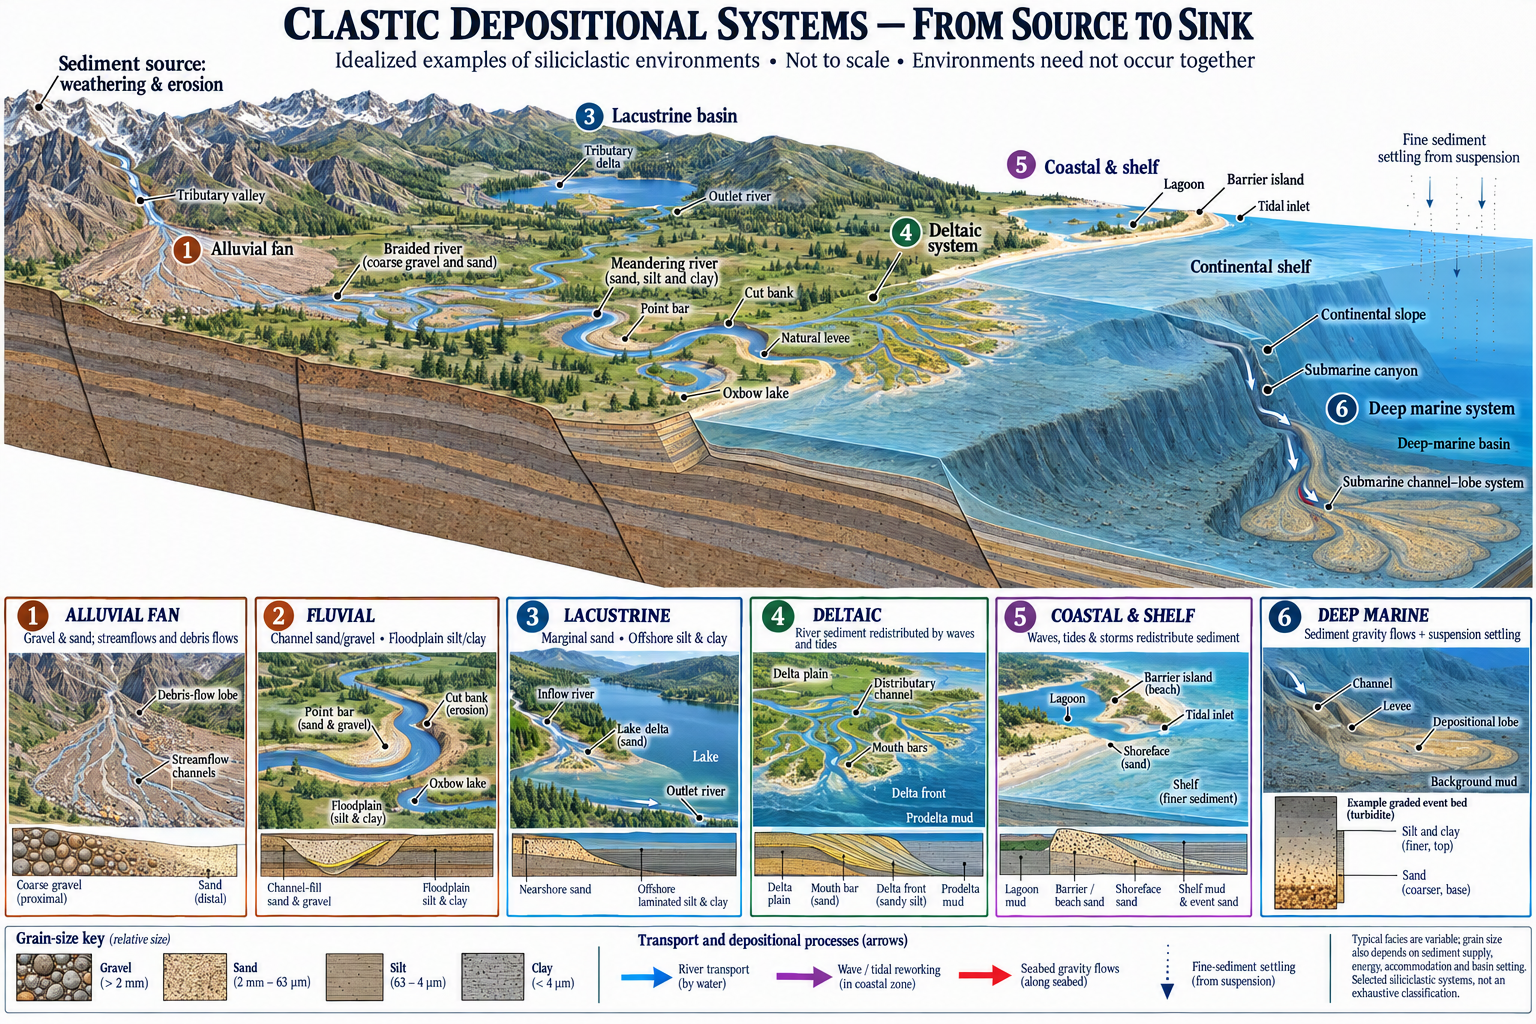 CLASTIC DEPOSITIONAL SYSTEMS — FROM SOURCE TO SINK
Idealized examples of siliciclastic environments • Not to scale • Environments need not occur together
Sediment source:
weathering & erosion
3 Lacustrine basin
Tributary
delta
Outlet river
Tributary valley
1 Alluvial fan
Braided river
(coarse gravel and sand)
Meandering river
(sand, silt and clay)
Point bar
Cut bank
Natural levee
Oxbow lake
4 Deltaic
system
5 Coastal & shelf
Lagoon
Barrier island
Tidal inlet
Fine sediment
settling from suspension
Continental shelf
Continental slope
Submarine canyon
6 Deep marine system
Deep-marine basin
Submarine channel–lobe system
1 ALLUVIAL FAN
Gravel & sand; streamflows and debris flows
Debris-flow lobe
Streamflow
channels
Coarse gravel
(proximal)
Sand
(distal)
2 FLUVIAL
Channel sand/gravel • Floodplain silt/clay
Point bar
(sand & gravel)
Cut bank
(erosion)
Oxbow lake
Floodplain
(silt & clay)
Channel-fill
sand & gravel
Floodplain
silt & clay
3 LACUSTRINE
Marginal sand • Offshore silt & clay
Inflow river
Lake delta
(sand)
Lake
Outlet river
Nearshore sand
Offshore
laminated silt & clay
4 DELTAIC
River sediment redistributed by waves
and tides
Delta plain
Distributary
channel
Mouth bars
Delta front
Prodelta mud
Delta
plain
Mouth bar
(sand)
Delta front
(sandy silt)
Prodelta
mud
5 COASTAL & SHELF
Waves, tides & storms redistribute sediment
Lagoon
Barrier island
(beach)
Tidal inlet
Shoreface
(sand)
Shelf
(finer sediment)
Lagoon
mud
Barrier /
beach sand
Shoreface
sand
Shelf mud
& event sand
6 DEEP MARINE
Sediment gravity flows + suspension settling
Channel
Levee
Depositional lobe
Background mud
Example graded event bed
(turbidite)
Silt and clay
(finer, top)
Sand
(coarser, base)
Grain-size key (relative size)
Gravel
(> 2 mm)
Sand
(2 mm – 63 μm)
Silt
(63 – 4 μm)
Clay
(< 4 μm)
Transport and depositional processes (arrows)
River transport
(by water)
Wave / tidal reworking
(in coastal zone)
Seabed gravity flows
(along seabed)
Fine-sediment settling
(from suspension)
Typical facies are variable; grain size
also depends on sediment supply,
energy, accommodation and basin setting.
Selected siliciclastic systems, not an
exhaustive classification.